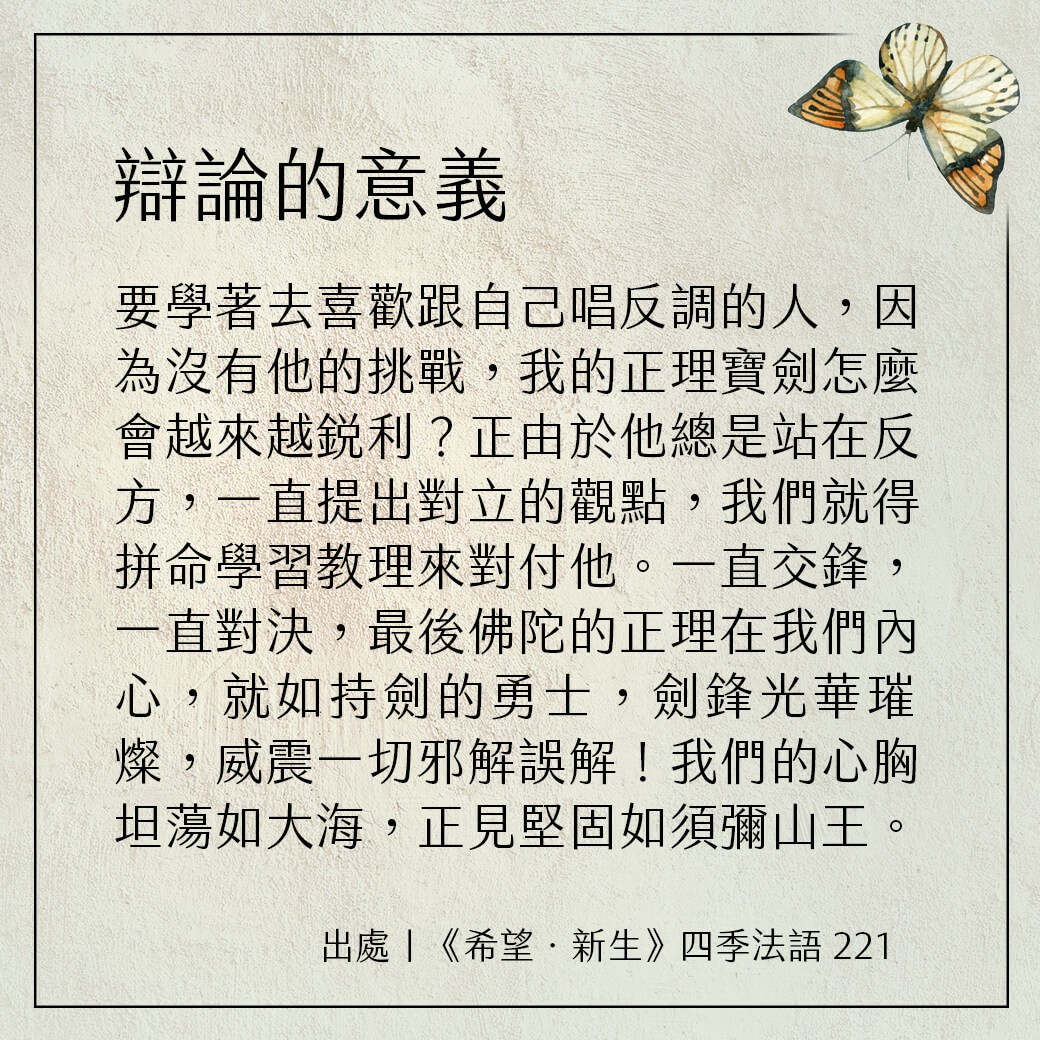 辯論的意義
要學著去喜歡跟自己唱反調的人，因
為沒有他的挑戰，我的正理寶劍怎麼
會越來越鋭利？正由於他總是站在反
方，一直提出對立的觀點，我們就得
拼命學習教理來對付他。一直交鋒，
一直對決，最後佛陀的正理在我們內
心，就如持劍的勇士，劍鋒光華璀
燦，威震一切邪解誤解！我們的心胸
坦蕩如大海，正見堅固如須彌山王。
出處丨《希望．新生》四季法語 221